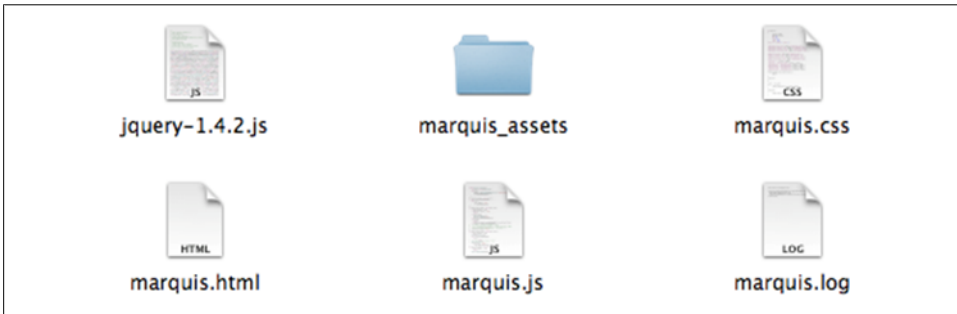 JS
CSS
jquery-1.4.2.js
marquis_assets
marquis.css
HTML
JS
LOG
marquis.html
marquis.js
marquis.log